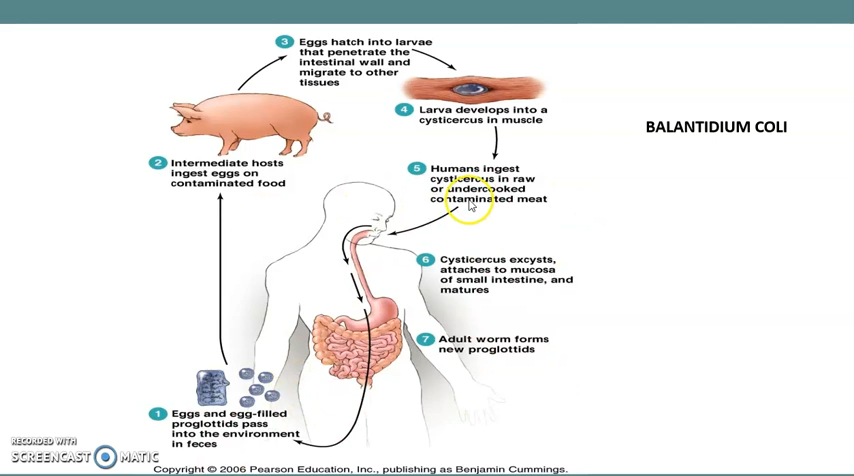 3 Eggs hatch into larvae
that penetrate the
intestinal wall and
migrate to other
tissues
4 Larva develops into a
cysticercus in muscle
BALANTIDIUM COLI
2 Intermediate hosts
ingest eggs on
contaminated food
5 Humans ingest
cysticercus in raw
or undercooked
contaminated meat
6 Cysticercus excysts,
attaches to mucosa
of small intestine, and
matures
7 Adult worm forms
new proglottids
1 Eggs and egg-filled
proglottids pass
into the environment
in feces
RECORDED WITH
SCREENCAST MATIC
Copyright © 2006 Pearson Education, Inc., publishing as Benjamin Cummings.